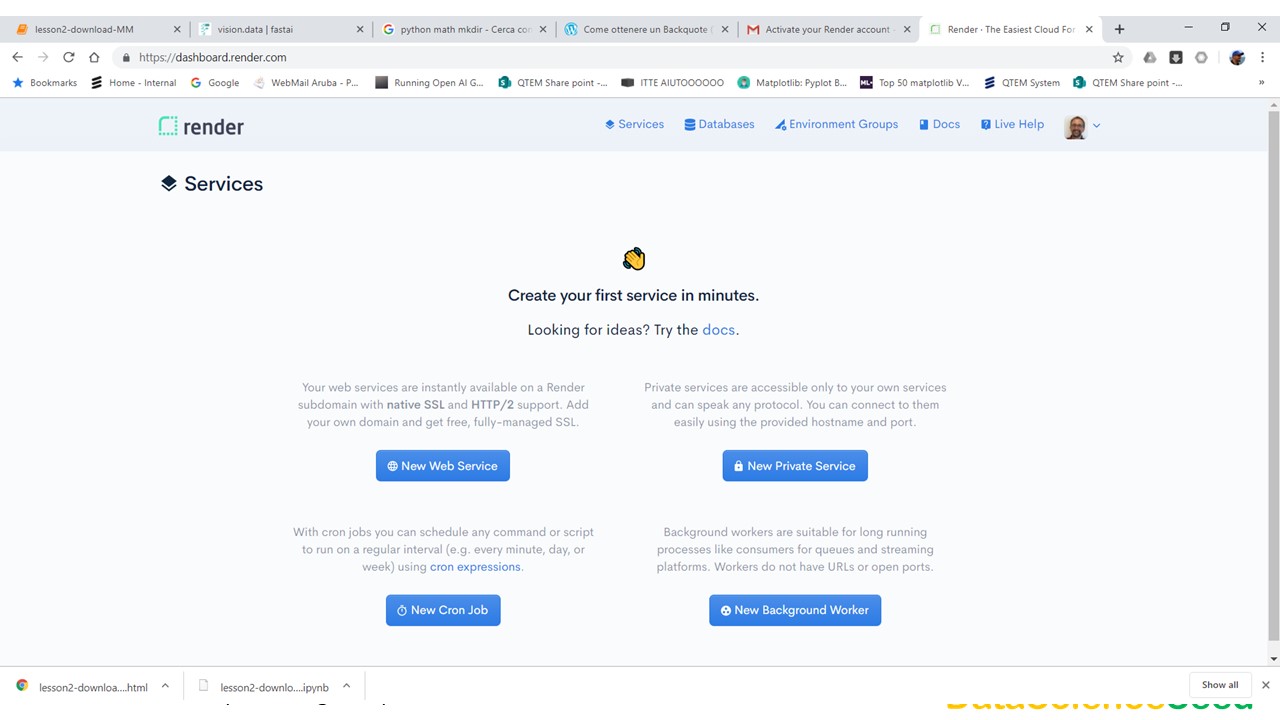 lesson2-download-MM
vision.data | fastai
python math mkdir - Cerca con
Come ottenere un Backquote (
Activate your Render account -
Render · The Easiest Cloud For
https://dashboard.render.com
Bookmarks
Home - Internal
Google
WebMail Aruba - P...
Running Open AI G...
QTEM Share point -...
ITTE AIUTOOOOOO
Matplotlib: Pyplot B...
Top 50 matplotlib V...
QTEM System
QTEM Share point -...
»
render
Services
Databases
Environment Groups
Docs
Live Help
Services
Create your first service in minutes.
Looking for ideas? Try the docs.
Your web services are instantly available on a Render
subdomain with native SSL and HTTP/2 support. Add
your own domain and get free, fully-managed SSL.
New Web Service
Private services are accessible only to your own services
and can speak any protocol. You can connect to them
easily using the provided hostname and port.
New Private Service
With cron jobs you can schedule any command or script
to run on a regular interval (e.g. every minute, day, or
week) using cron expressions.
New Cron Job
Background workers are suitable for long running
processes like consumers for queues and streaming
platforms. Workers do not have URLs or open ports.
New Background Worker
lesson2-downloa....html
lesson2-downlo....ipynb
Show all